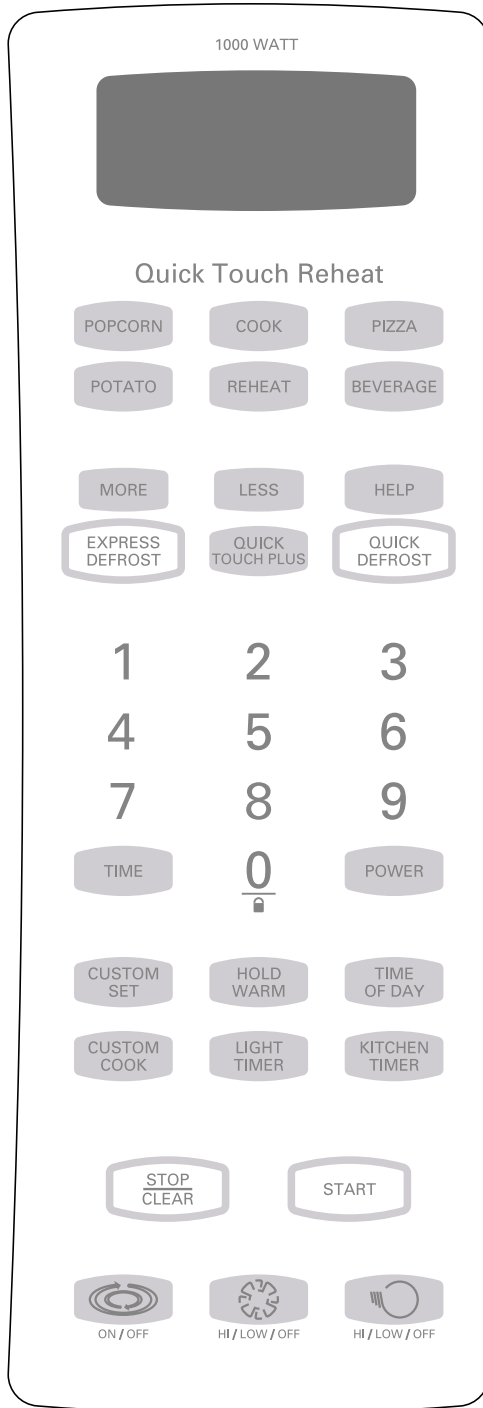 1000 WATT
Quick Touch Reheat
POPCORN COOK PIZZA
POTATO REHEAT BEVERAGE
MORE LESS HELP
EXPRESS DEFROST
QUICK TOUCH PLUS
QUICK DEFROST
1 2 3
4 5 6
7 8 9
TIME 0 POWER
CUSTOM SET
HOLD WARM
TIME OF DAY
CUSTOM COOK
LIGHT TIMER
KITCHEN TIMER
STOP
CLEAR
START
ON / OFF HI / LOW / OFF HI / LOW / OFF